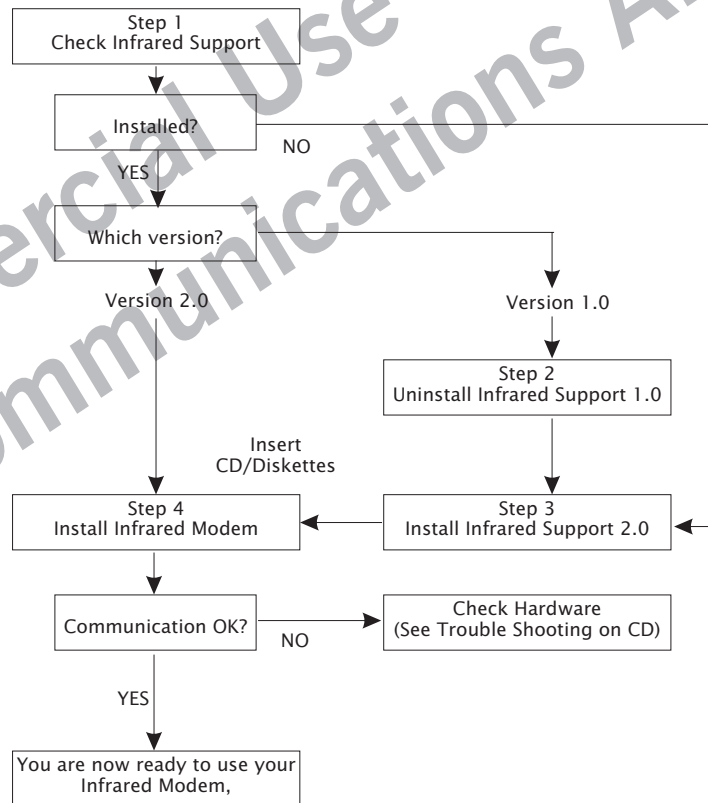 Step 1
Check Infrared Support
Installed?
NO
YES
Which version?
Version 2.0
Version 1.0
Step 2
Uninstall Infrared Support 1.0
Insert
CD/Diskettes
Step 4
Install Infrared Modem
Step 3
Install Infrared Support 2.0
Communication OK?
NO
Check Hardware
(See Trouble Shooting on CD)
YES
You are now ready to use your
Infrared Modem,
ercial Use
ommunications A